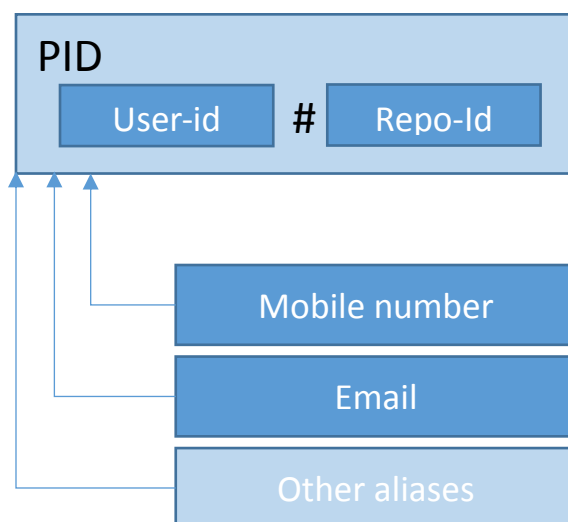 PID
User-id # Repo-Id
Mobile number
Email
Other aliases